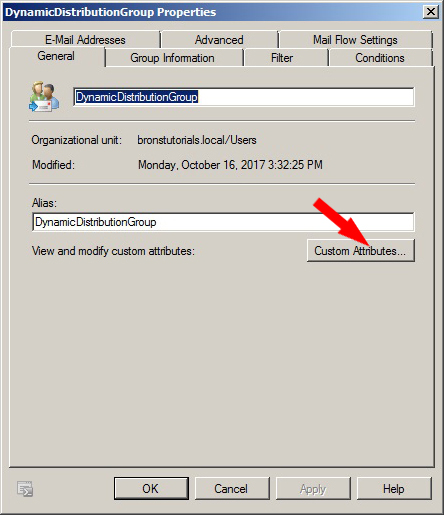 DynamicDistributionGroup Properties
E-Mail Addresses Advanced Mail Flow Settings
General Group Information Filter Conditions
DynamicDistributionGroup
Organizational unit: bronstutorials.local/Users
Modified: Monday, October 16, 2017 3:32:25 PM
Alias:
DynamicDistributionGroup
View and modify custom attributes: Custom Attributes...
OK Cancel Apply Help